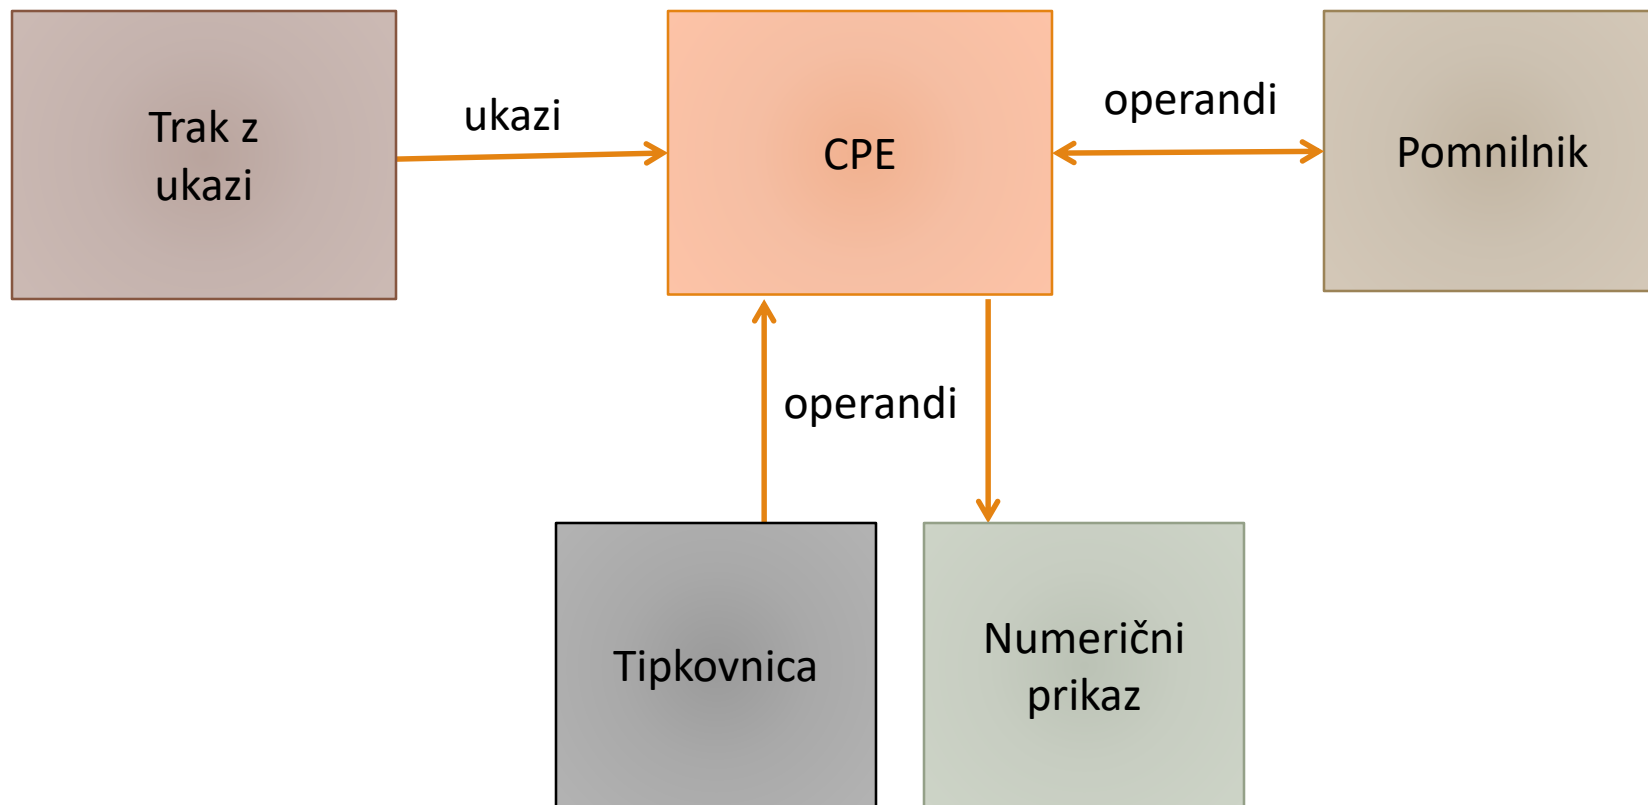 Trak z
ukazi
ukazi
CPE
operandi
Pomnilnik
operandi
Tipkovnica
Numerični
prikaz